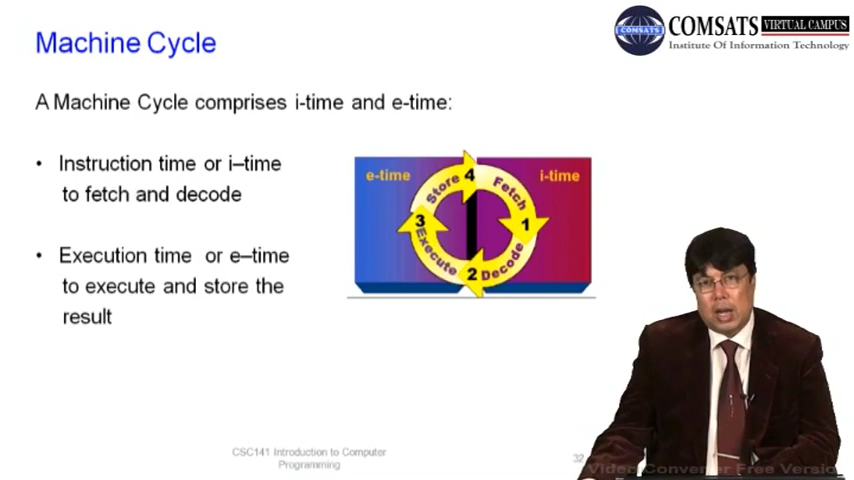 Machine Cycle
COMSATS VIRTUAL CAMPUS
Institute Of Information Technology
COMSATS
A Machine Cycle comprises i-time and e-time:
• Instruction time or i–time
to fetch and decode
• Execution time or e–time
to execute and store the
result
e-time
i-time
Store 4
Fetch
3
1
Execute
2 Decode
CSC141 Introduction to Computer
Programming
32
Video Converter Free Version